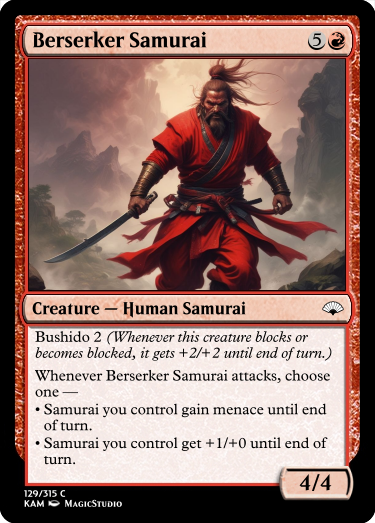 Berserker Samurai 5
Creature — Human Samurai
Bushido 2 (Whenever this creature blocks or
becomes blocked, it gets +2/+2 until end of turn.)
Whenever Berserker Samurai attacks, choose
one —
• Samurai you control gain menace until end
of turn.
• Samurai you control get +1/+0 until end of
turn.
4/4
129/315 C
KAM MagicStudio